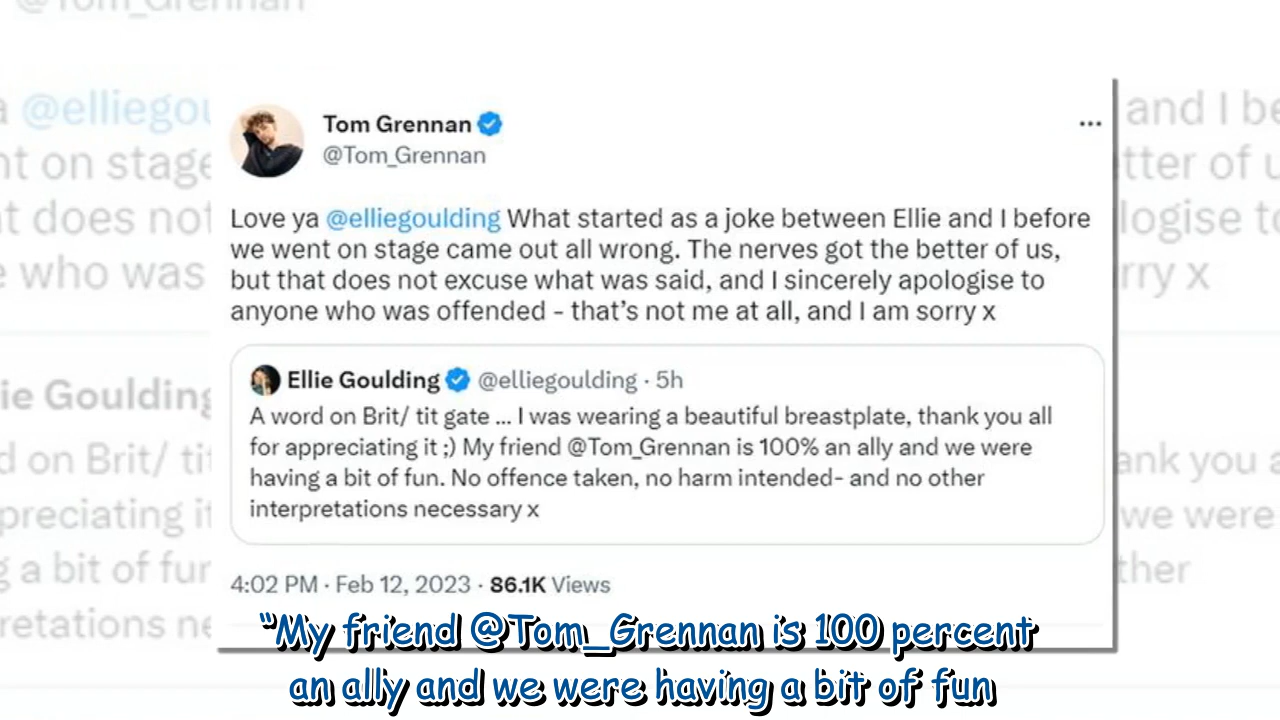 @Tom_Grennan
Tom Grennan
@Tom_Grennan
Love ya @elliegoulding What started as a joke between Ellie and I before
we went on stage came out all wrong. The nerves got the better of us,
but that does not excuse what was said, and I sincerely apologise to
anyone who was offended - that's not me at all, and I am sorry x
Ellie Goulding @elliegoulding · 5h
A word on Brit/ tit gate ... I was wearing a beautiful breastplate, thank you all
for appreciating it ;) My friend @Tom_Grennan is 100% an ally and we were
having a bit of fun. No offence taken, no harm intended- and no other
interpretations necessary x
4:02 PM · Feb 12, 2023 · 86.1K Views
“My friend @Tom_Grennan is 100 percent
an ally and we were having a bit of fun